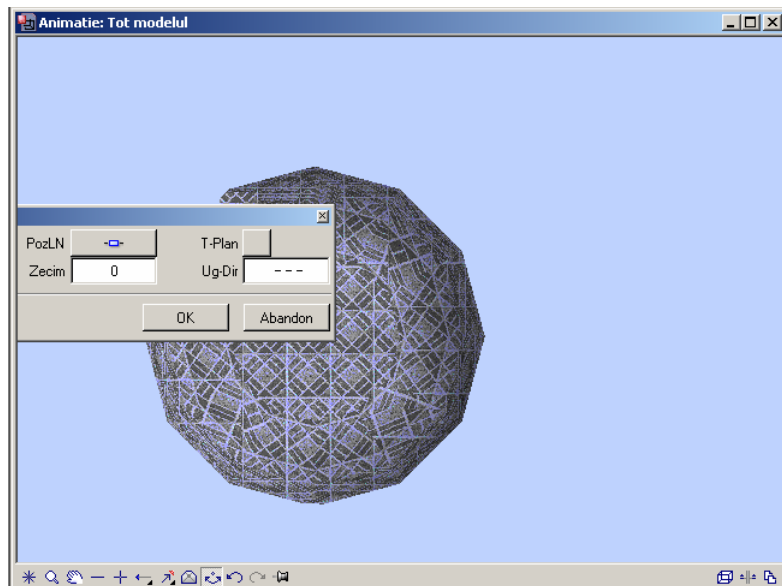 Animatie: Tot modelul
PozLN T-Plan
Zecim 0 Ug-Dir ---
OK Abandon